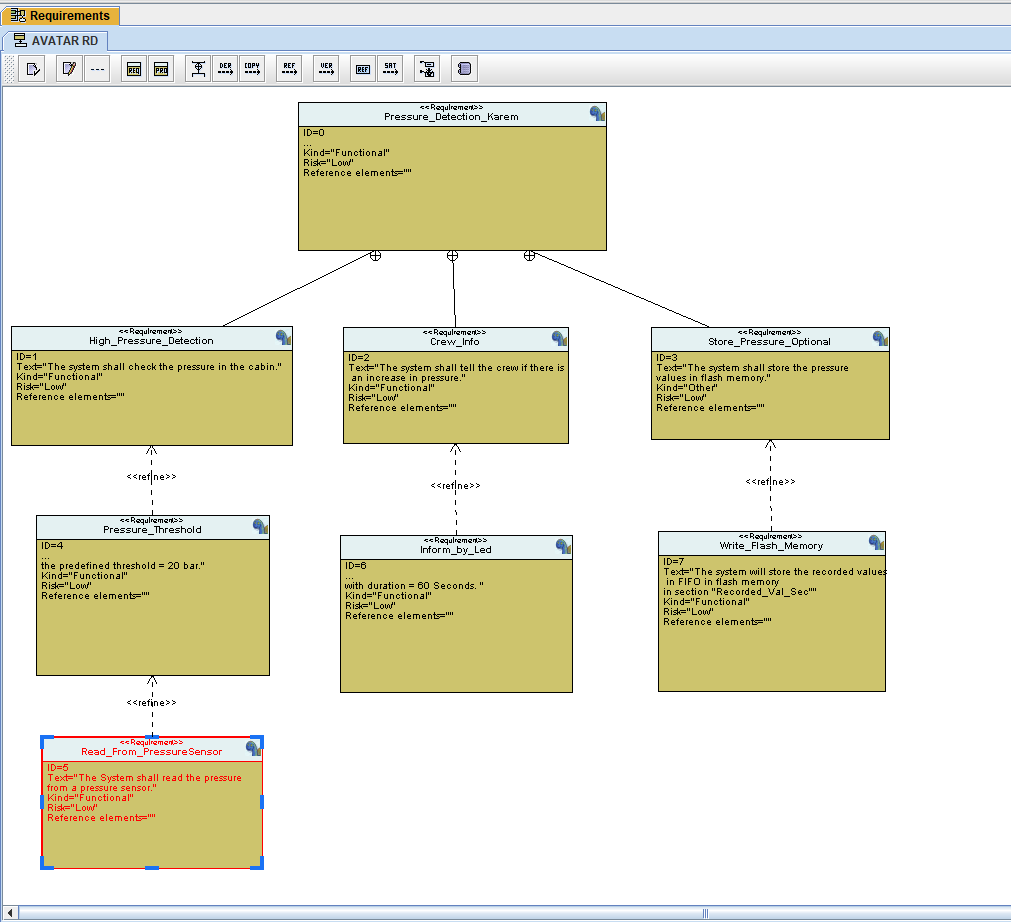 Requirements
AVATAR RD
REQ PRO DER COPY REF VER REF SAT
<<Requirement>>
Pressure_Detection_Karem
ID=0
...
Kind="Functional"
Risk="Low"
Reference elements=""
<<Requirement>>
High_Pressure_Detection
ID=1
Text="The system shall check the pressure in the cabin."
Kind="Functional"
Risk="Low"
Reference elements=""
<<Requirement>>
Crew_Info
ID=2
Text="The system shall tell the crew if there is
an increase in pressure."
Kind="Functional"
Risk="Low"
Reference elements=""
<<Requirement>>
Store_Pressure_Optional
ID=3
Text="The system shall store the pressure
values in flash memory."
Kind="Other"
Risk="Low"
Reference elements=""
<<refine>>
<<refine>>
<<refine>>
<<Requirement>>
Pressure_Threshold
ID=4
...
the predefined threshold = 20 bar."
Kind="Functional"
Risk="Low"
Reference elements=""
<<Requirement>>
Inform_by_Led
ID=6
...
with duration = 60 Seconds. "
Kind="Functional"
Risk="Low"
Reference elements=""
<<Requirement>>
Write_Flash_Memory
ID=7
Text="The system will store the recorded values
in FIFO in flash memory
in section "Recorded_Val_Sec""
Kind="Functional"
Risk="Low"
Reference elements=""
<<refine>>
<<Requirement>>
Read_From_PressureSensor
ID=5
Text="The System shall read the pressure
from a pressure sensor."
Kind="Functional"
Risk="Low"
Reference elements=""